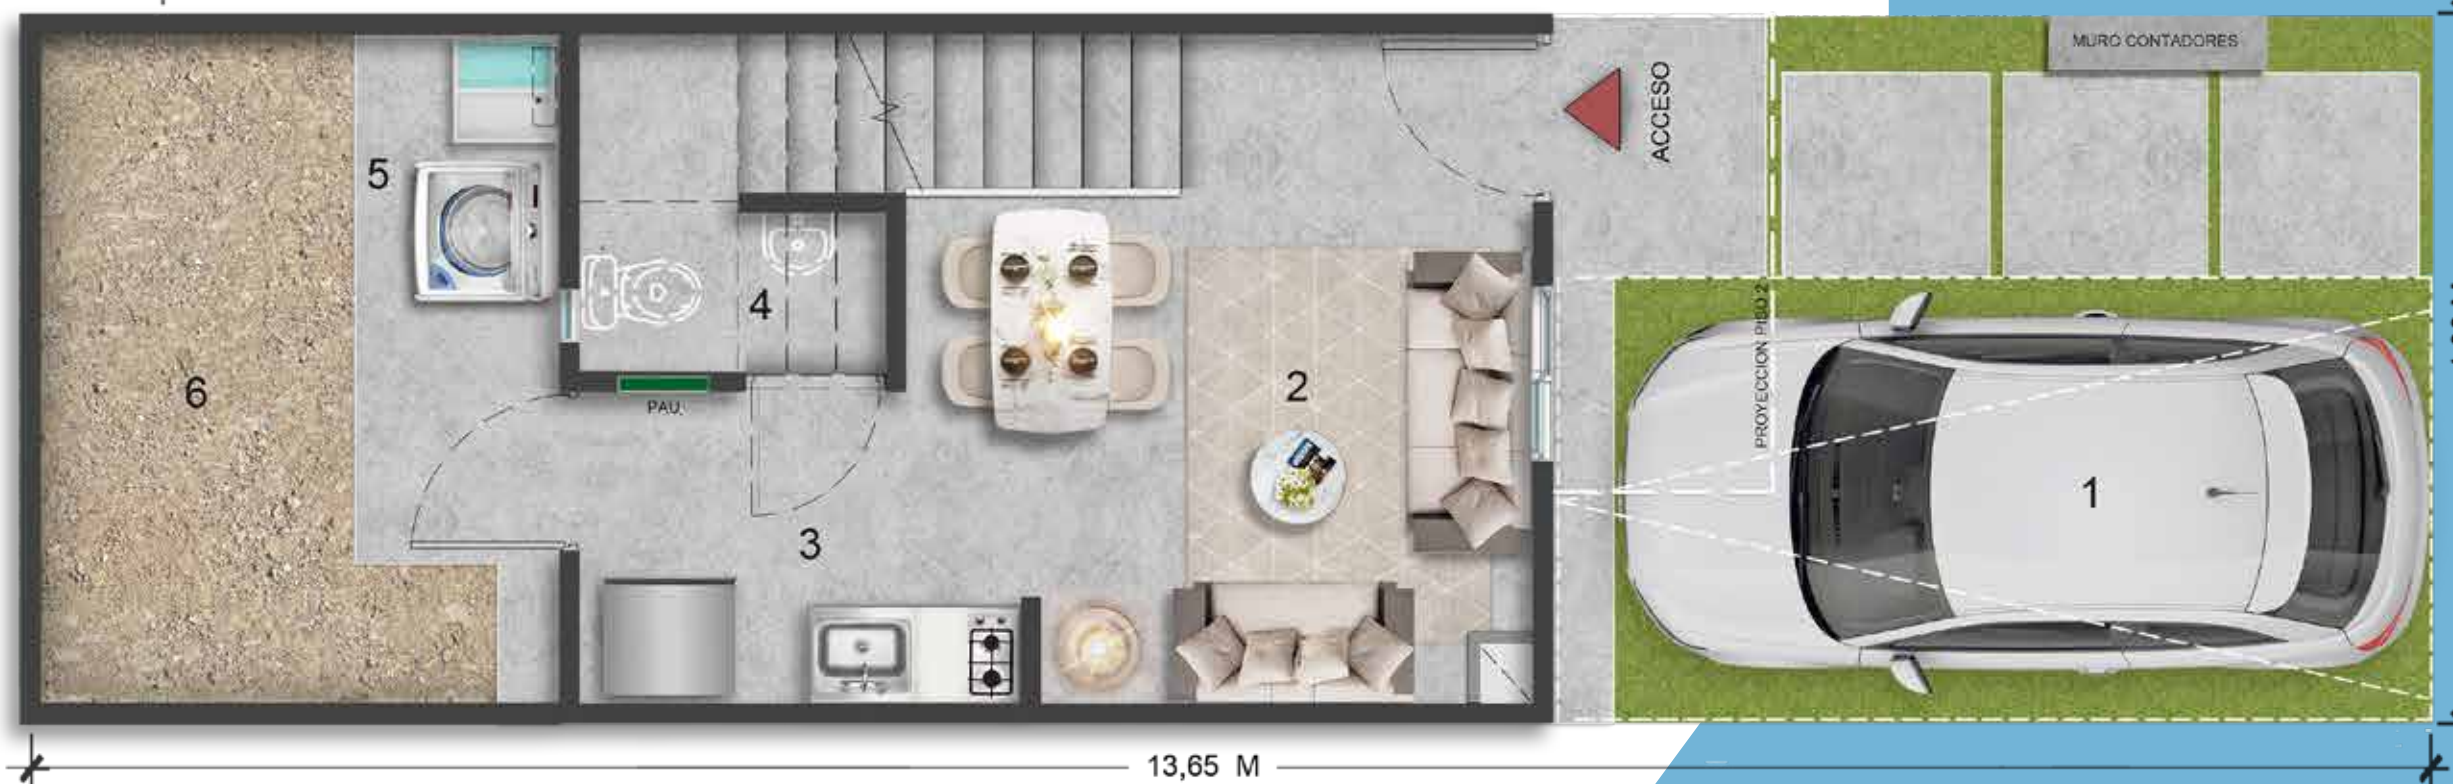 MURO CONTADORES
ACCESO
5
4
PROYECCION PISO 2
6
PAU.
2
1
3
13,65 M